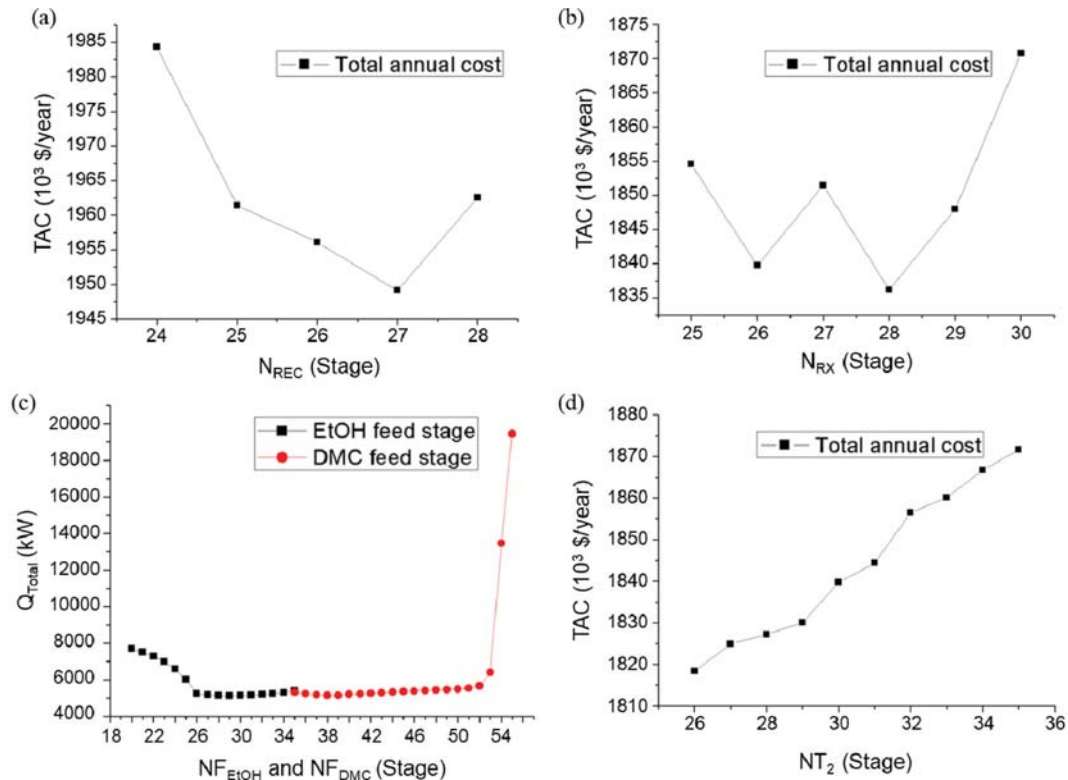 (a)
TAC (10³ $/year)
1985
1980
1975
1970
1965
1960
1955
1950
1945
Total annual cost
24 25 26 27 28
N_REC (Stage)
(b)
TAC (10³ $/year)
1875
1870
1865
1860
1855
1850
1845
1840
1835
Total annual cost
25 26 27 28 29 30
N_RX (Stage)
(c)
Q_Total (kW)
20000
18000
16000
14000
12000
10000
8000
6000
4000
EtOH feed stage
DMC feed stage
18 22 26 30 34 38 42 46 50 54
NF_EtOH and NF_DMC (Stage)
(d)
TAC (10³ $/year)
1880
1870
1860
1850
1840
1830
1820
1810
Total annual cost
26 28 30 32 34 36
NT₂ (Stage)